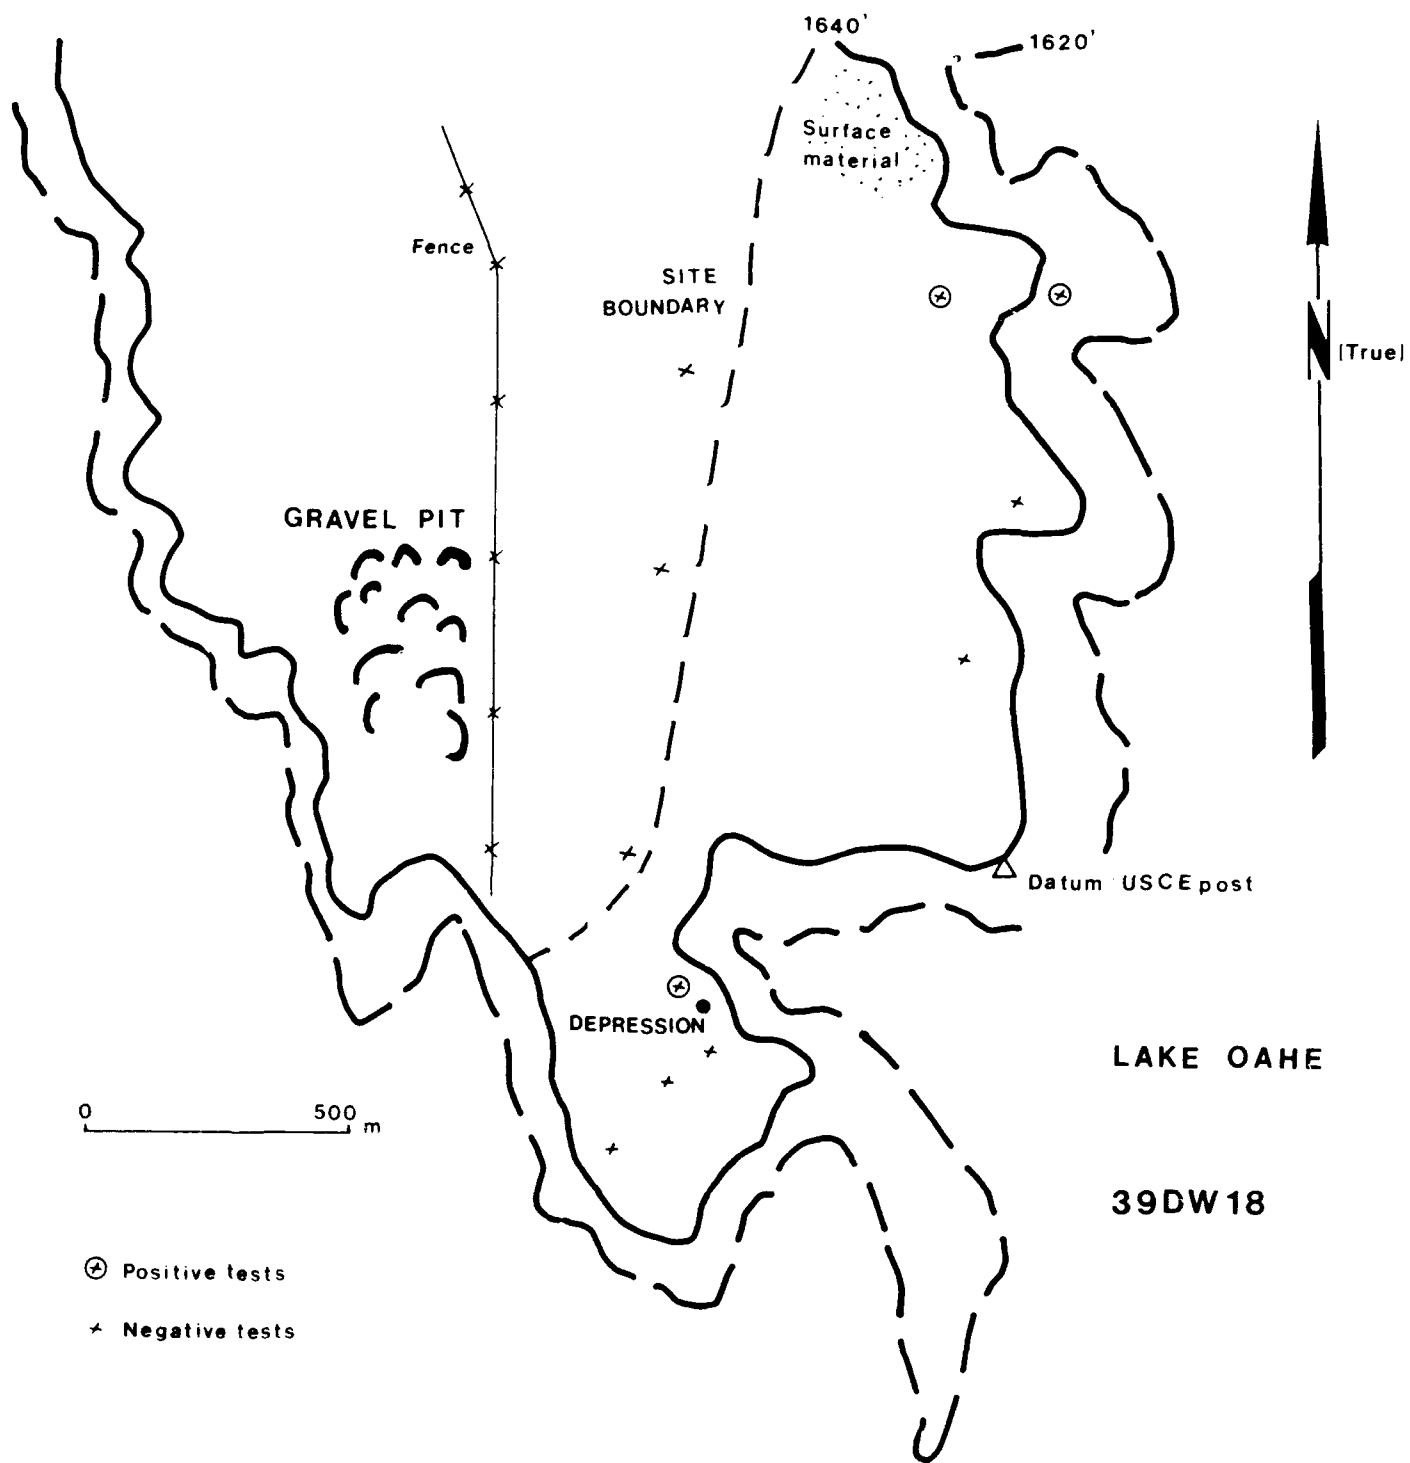 1640'
1620'
Surface
material
Fence
SITE
BOUNDARY
N
(True)
GRAVEL PIT
Datum USCE post
DEPRESSION
LAKE OAHE
0 500 m
39DW18
Positive tests
Negative tests